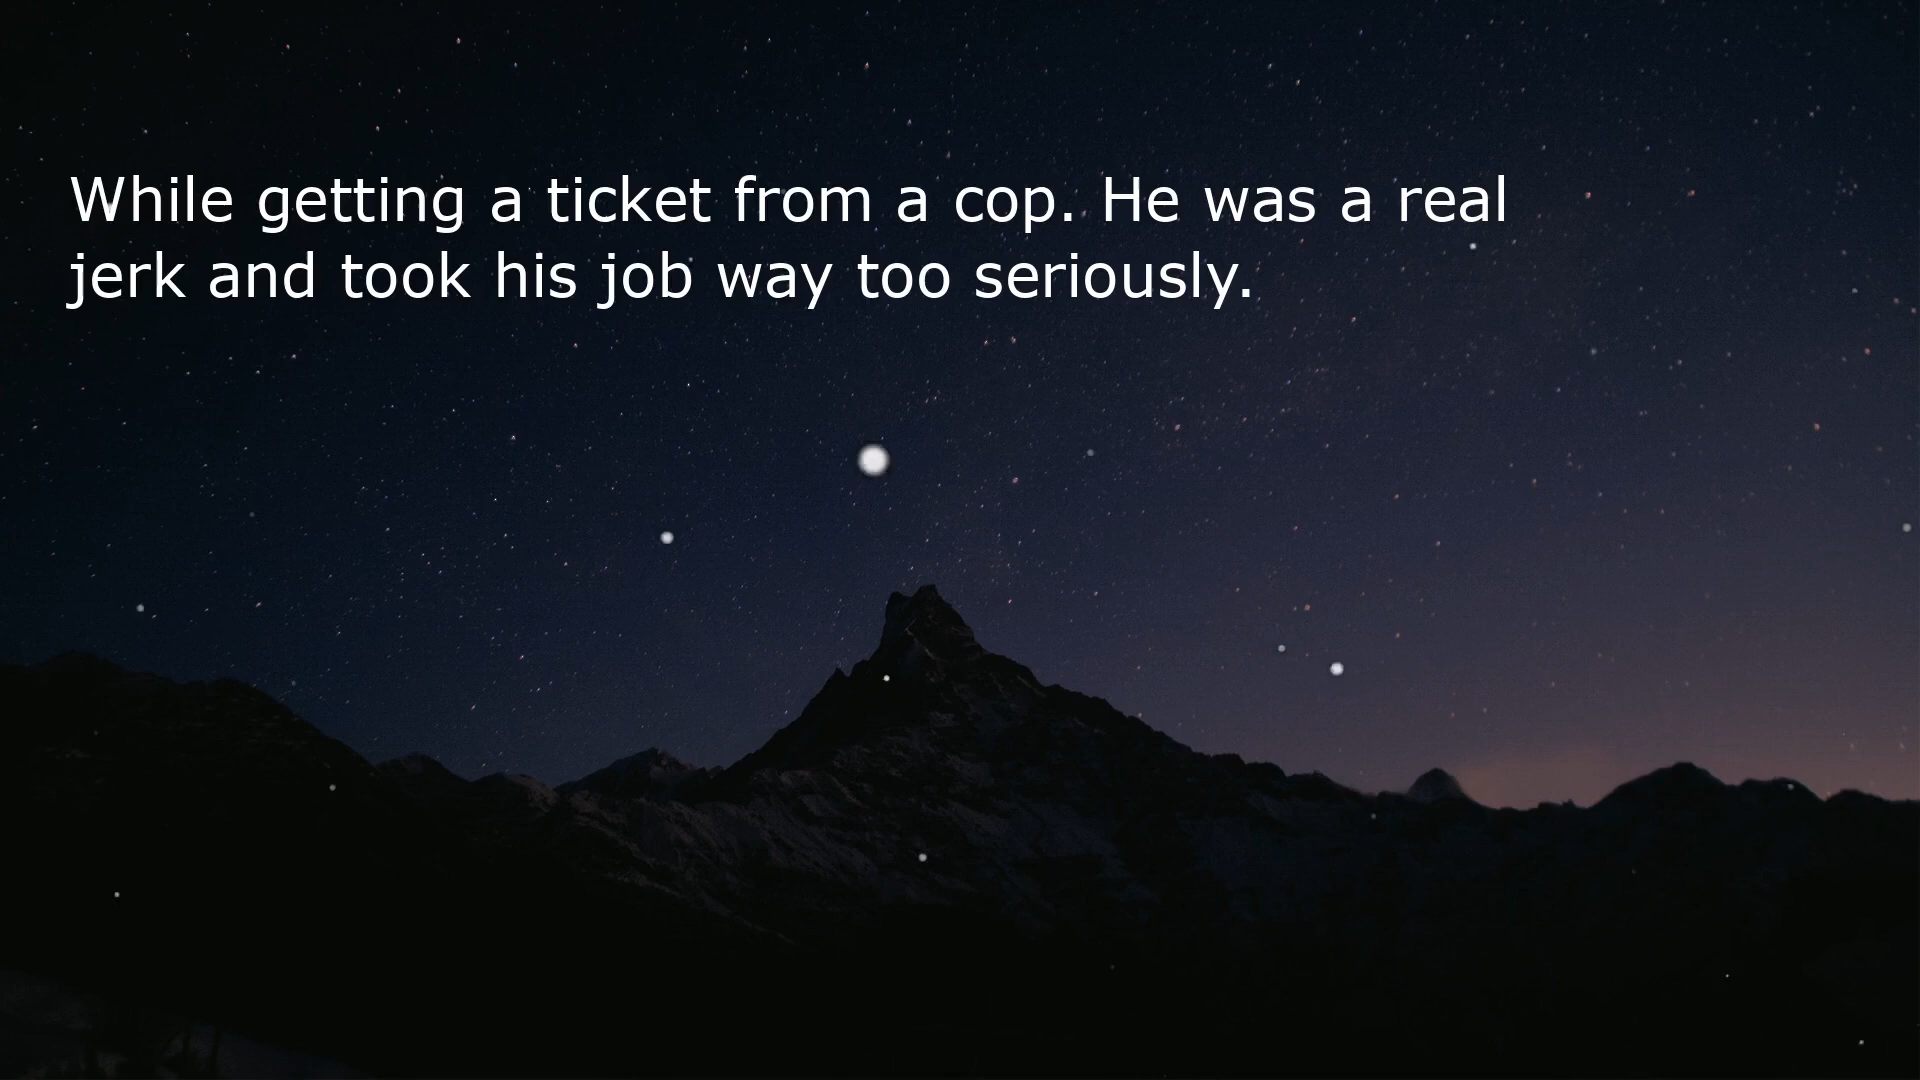 While getting a ticket from a cop. He was a real
jerk and took his job way too seriously.